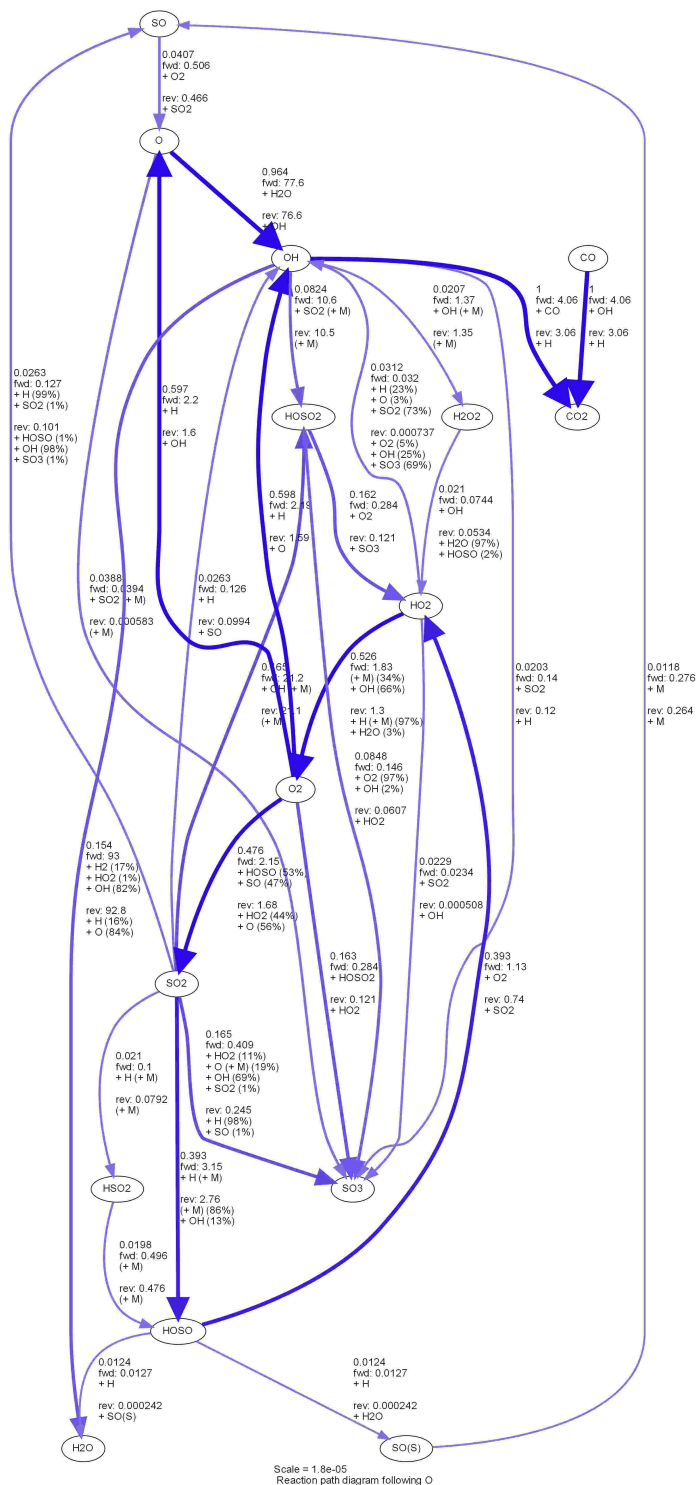 SO
0.0407
fwd: 0.506
+ O2
rev: 0.466
+ SO2
O
0.964
fwd: 77.6
+ H2O
rev: 76.6
+ OH
OH
CO
0.0824
fwd: 10.6
+ SO2 (+ M)
rev: 10.5
(+ M)
0.0207
fwd: 1.37
+ OH (+ M)
rev: 1.35
(+ M)
1
fwd: 4.06
+ CO
rev: 3.06
+ H
1
fwd: 4.06
+ OH
rev: 3.06
+ H
0.0263
fwd: 0.127
+ H (99%)
+ SO2 (1%)
rev: 0.101
+ HOSO (1%)
+ OH (98%)
+ SO3 (1%)
0.597
fwd: 2.2
+ H
rev: 1.6
+ OH
0.0312
fwd: 0.032
+ H (23%)
+ O (3%)
+ SO2 (73%)
rev: 0.000737
+ O2 (5%)
+ OH (25%)
+ SO3 (69%)
HOSO2
H2O2
CO2
0.598
fwd: 2.19
+ H
rev: 1.59
+ O
0.162
fwd: 0.284
+ O2
rev: 0.121
+ SO3
0.021
fwd: 0.0744
+ OH
rev: 0.0534
+ H2O (97%)
+ HOSO (2%)
0.0388
fwd: 0.0394
+ SO2 (+ M)
rev: 0.000583
(+ M)
0.0263
fwd: 0.126
+ H
rev: 0.0994
+ SO
HO2
fwd: 21.2
+ OH (+ M)
rev: 21.1
(+ M)
0.526
fwd: 1.83
(+ M) (34%)
+ OH (66%)
rev: 1.3
+ H (+ M) (97%)
+ H2O (3%)
0.0203
fwd: 0.14
+ SO2
rev: 0.12
+ H
0.0118
fwd: 0.276
+ M
rev: 0.264
+ M
0.0848
fwd: 0.146
+ O2 (97%)
+ OH (2%)
rev: 0.0607
+ HO2
O2
0.154
fwd: 93
+ H2 (17%)
+ HO2 (1%)
+ OH (82%)
rev: 92.8
+ H (16%)
+ O (84%)
0.476
fwd: 2.15
+ HOSO (53%)
+ SO (47%)
rev: 1.68
+ HO2 (44%)
+ O (56%)
0.0229
fwd: 0.0234
+ SO2
rev: 0.000508
+ OH
0.163
fwd: 0.284
+ HOSO2
rev: 0.121
+ HO2
0.393
fwd: 1.13
+ O2
rev: 0.74
+ SO2
SO2
0.021
fwd: 0.1
+ H (+ M)
rev: 0.0792
(+ M)
0.165
fwd: 0.409
+ HO2 (11%)
+ O (+ M) (19%)
+ OH (69%)
+ SO2 (1%)
rev: 0.245
+ H (98%)
+ SO (1%)
0.393
fwd: 3.15
+ H (+ M)
rev: 2.76
(+ M) (86%)
+ OH (13%)
HSO2
SO3
0.0198
fwd: 0.496
(+ M)
rev: 0.476
(+ M)
HOSO
0.0124
fwd: 0.0127
+ H
rev: 0.000242
+ SO(S)
0.0124
fwd: 0.0127
+ H
rev: 0.000242
+ H2O
H2O
SO(S)
Scale = 1.8e-05
Reaction path diagram following O